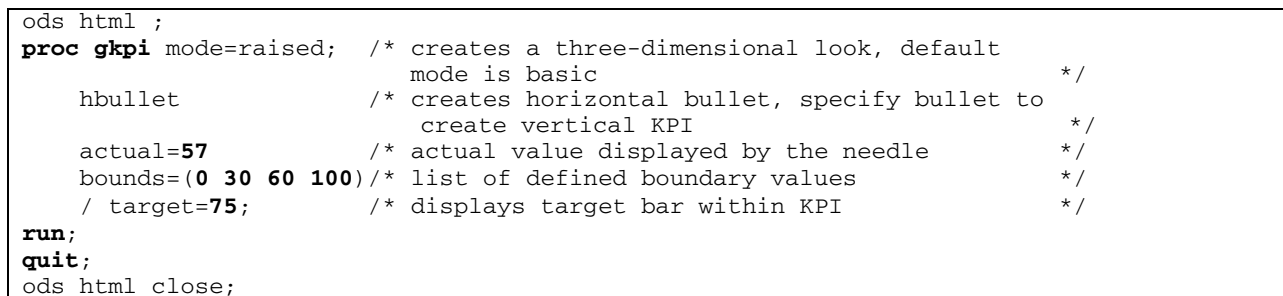 ods html ;
proc gkpi mode=raised; /* creates a three-dimensional look, default
mode is basic */
hbullet /* creates horizontal bullet, specify bullet to
create vertical KPI */
actual=57 /* actual value displayed by the needle */
bounds=(0 30 60 100)/* list of defined boundary values */
/ target=75; /* displays target bar within KPI */
run;
quit;
ods html close;